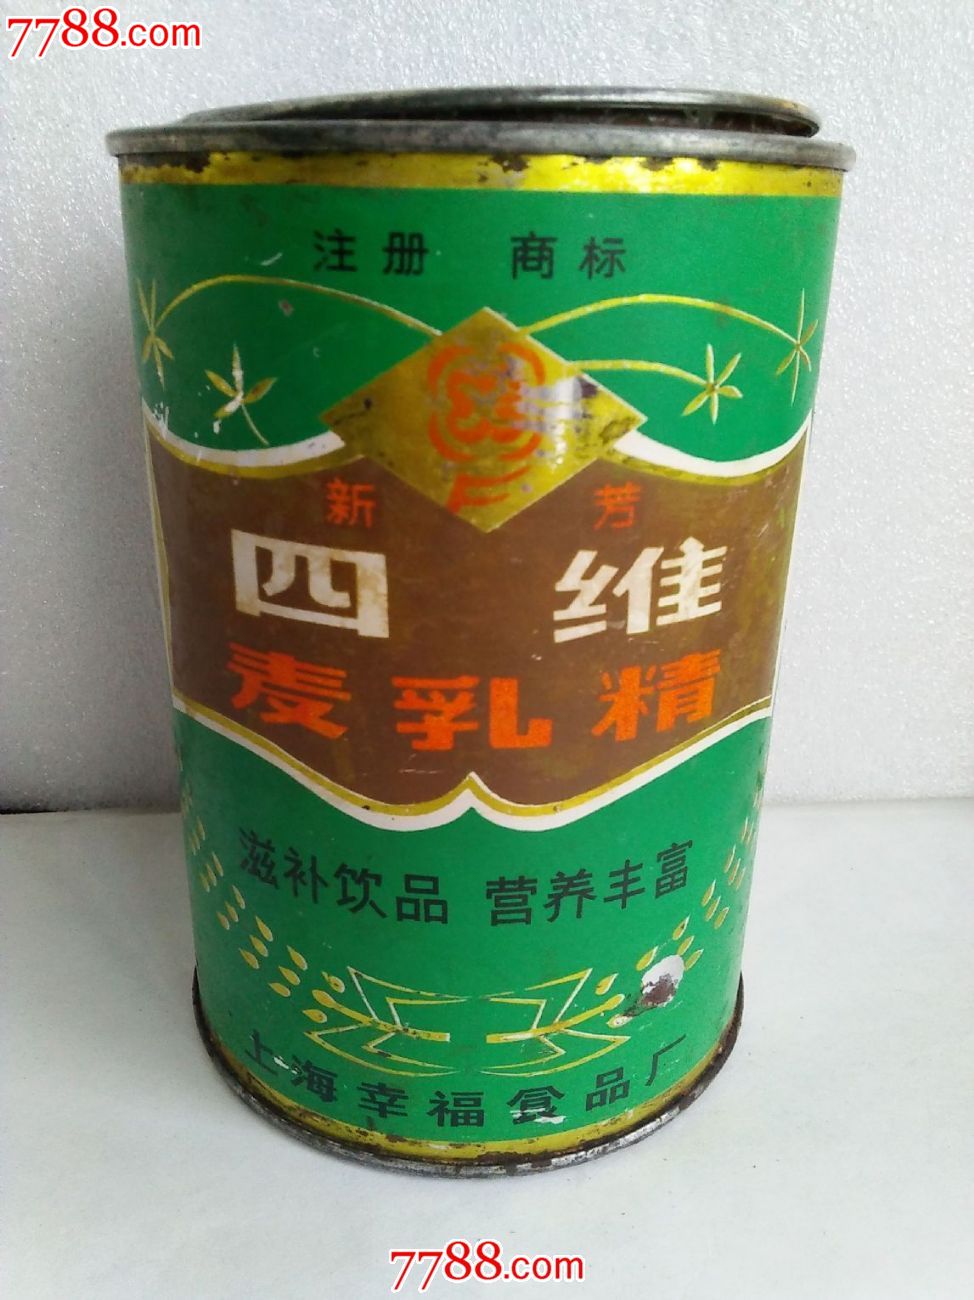 7788.com
注册 商标
新 芳
四 维
麦乳精
滋补饮品 营养丰富
上海幸福食品厂
7788.com